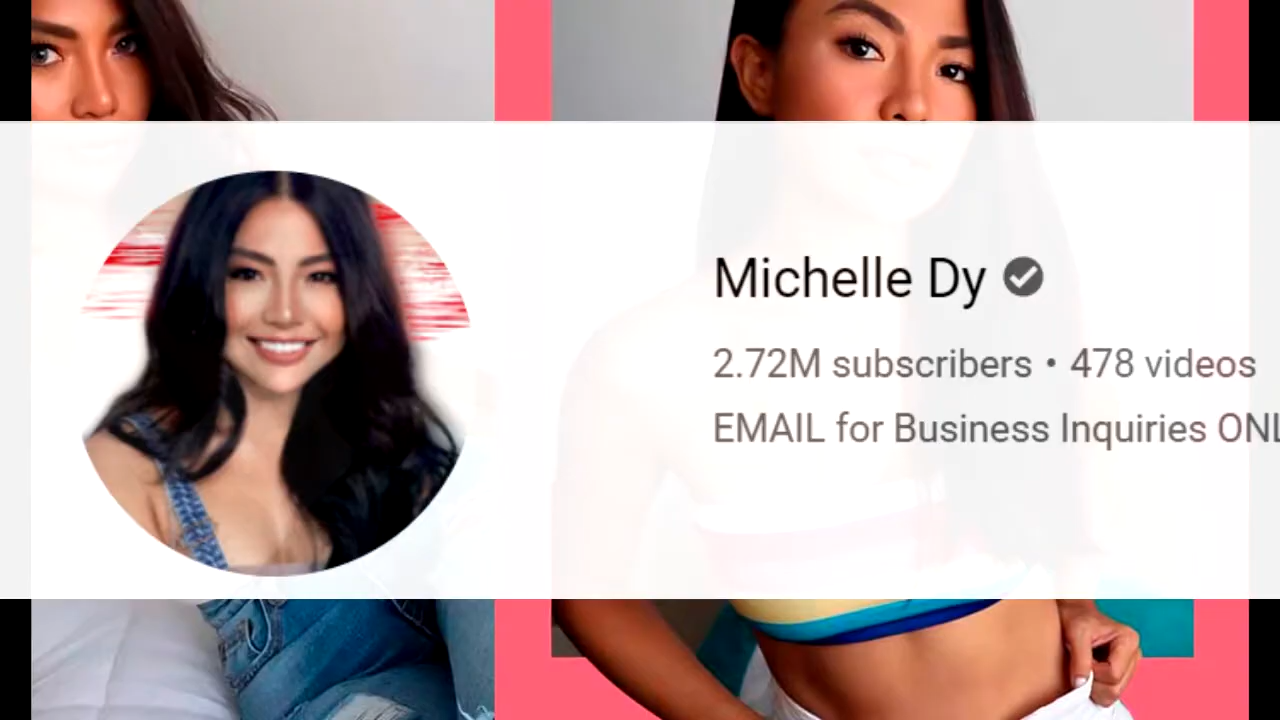 Michelle Dy
2.72M subscribers • 478 videos
EMAIL for Business Inquiries